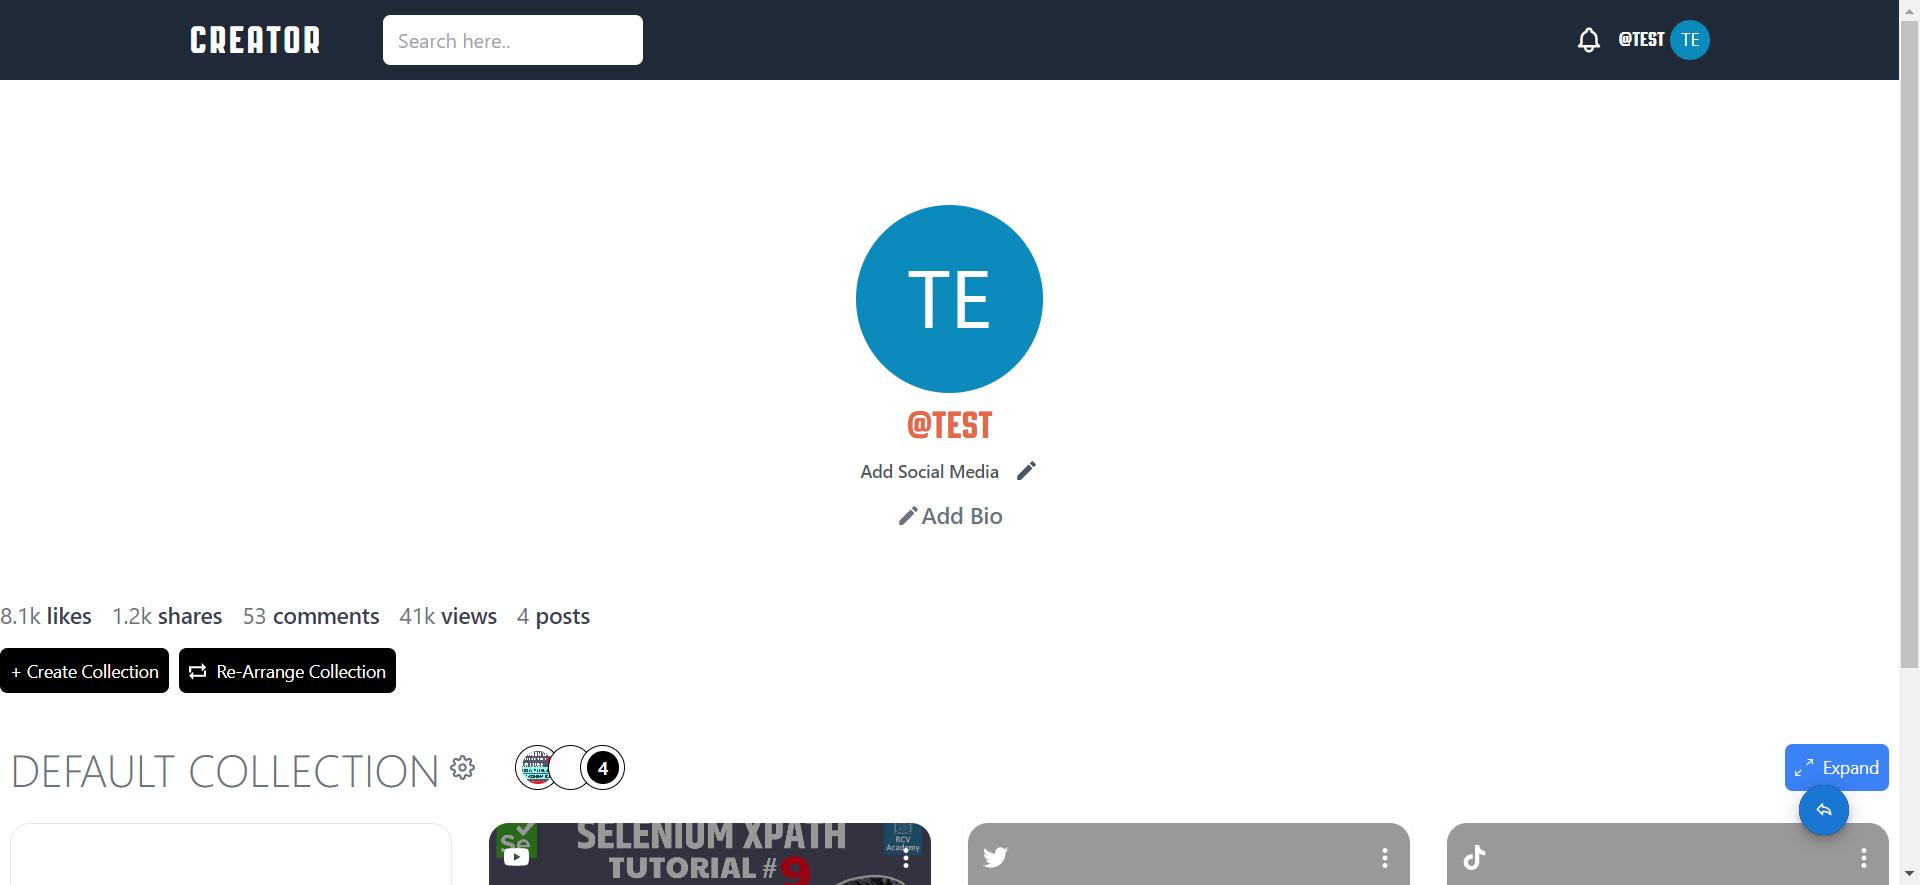 CREATOR
Search here..
@TEST
TE
TE
@TEST
Add Social Media
Add Bio
8.1k likes 1.2k shares 53 comments 41k views 4 posts
+ Create Collection
Re-Arrange Collection
DEFAULT COLLECTION
4
Expand
Se
SELENIUM XPATH
RCV
Academy
TUTORIAL #9